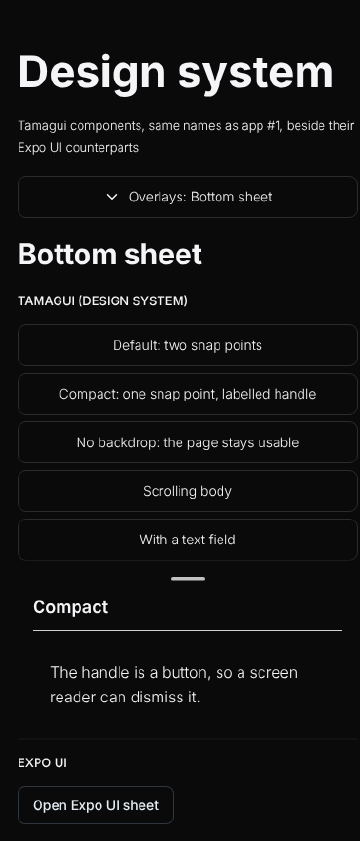 Design system
Tamagui components, same names as app #1, beside their
Expo UI counterparts
Overlays: Bottom sheet
Bottom sheet
TAMAGUI (DESIGN SYSTEM)
Default: two snap points
Compact: one snap point, labelled handle
No backdrop: the page stays usable
Scrolling body
With a text field
Compact
The handle is a button, so a screen
reader can dismiss it.
EXPO UI
Open Expo UI sheet